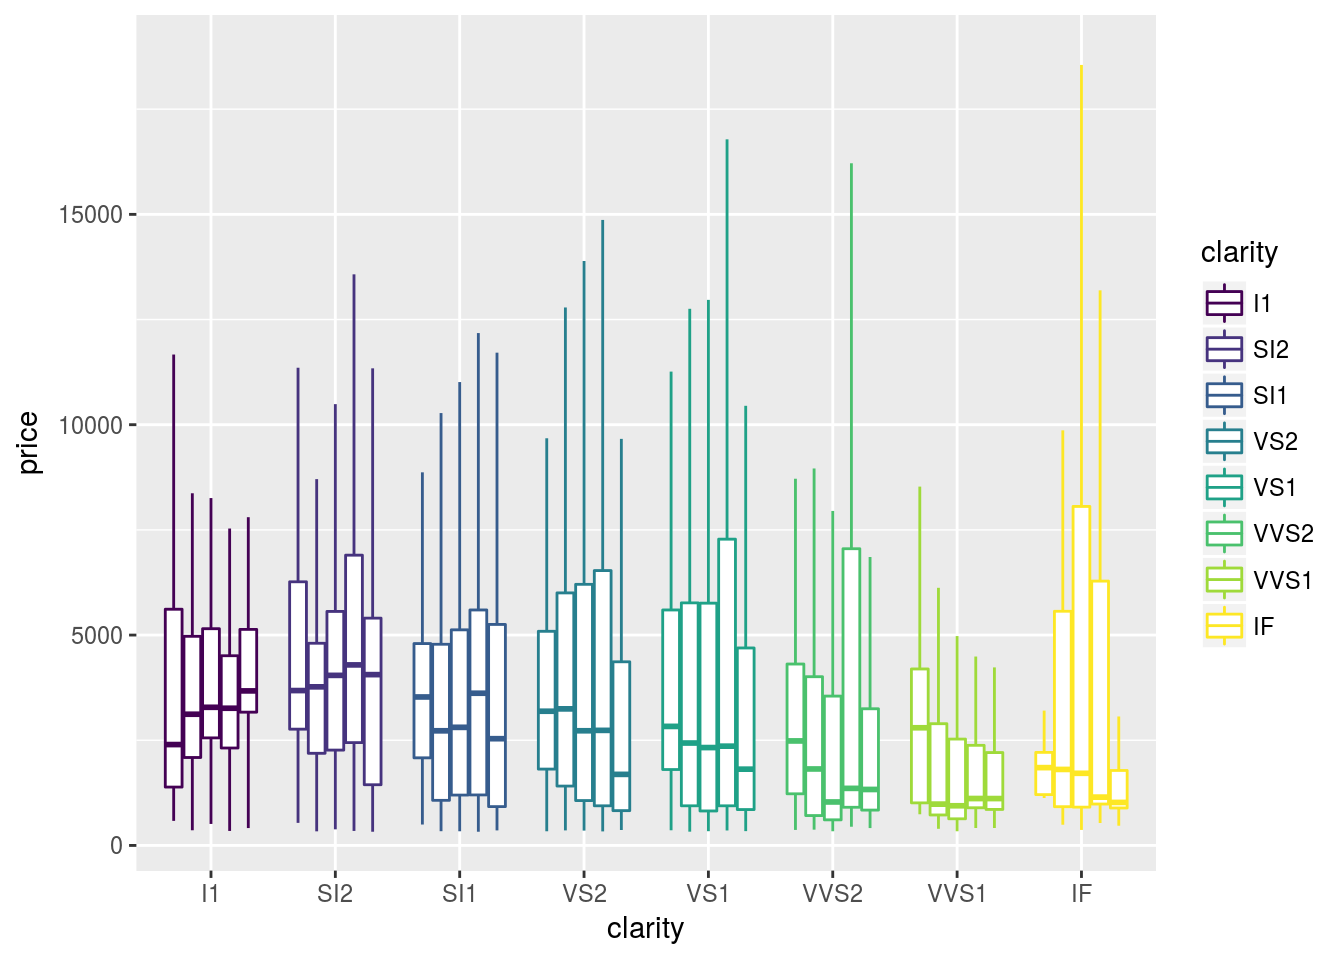 price
15000
10000
5000
0
I1 SI2 SI1 VS2 VS1 VVS2 VVS1 IF
clarity
clarity
I1
SI2
SI1
VS2
VS1
VVS2
VVS1
IF